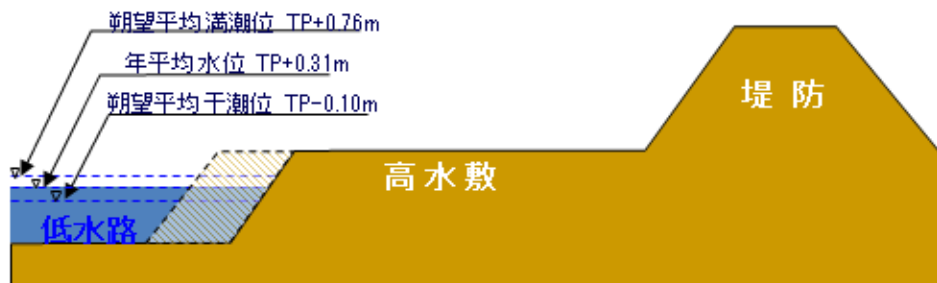 朔望平均満潮位 TP+0.76m
年平均水位 TP+0.31m
朔望平均干潮位 TP-0.10m
堤防
高水敷
低水路